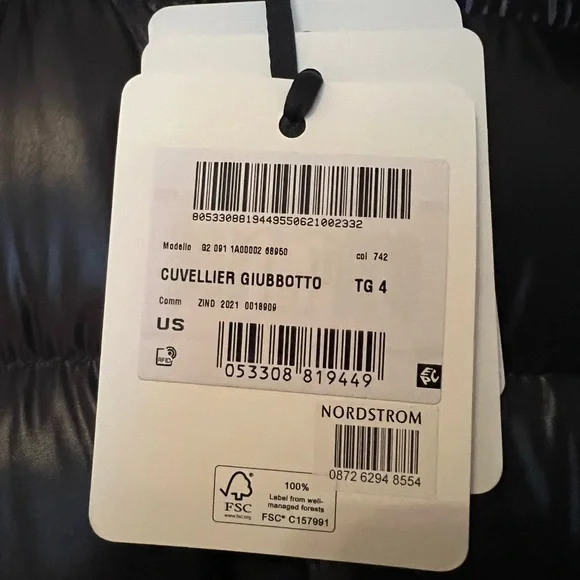 8053308819449550621002332
Modello G2 091 1A00002 68950 col 742
CUVELLIER GIUBBOTTO TG 4
Comm ZIND 2021 0018909
US
RFID
053308 819449
NORDSTROM
0872 6294 8554
100%
Label from well-
managed forests
FSC® C157991
FSC
www.fsc.org